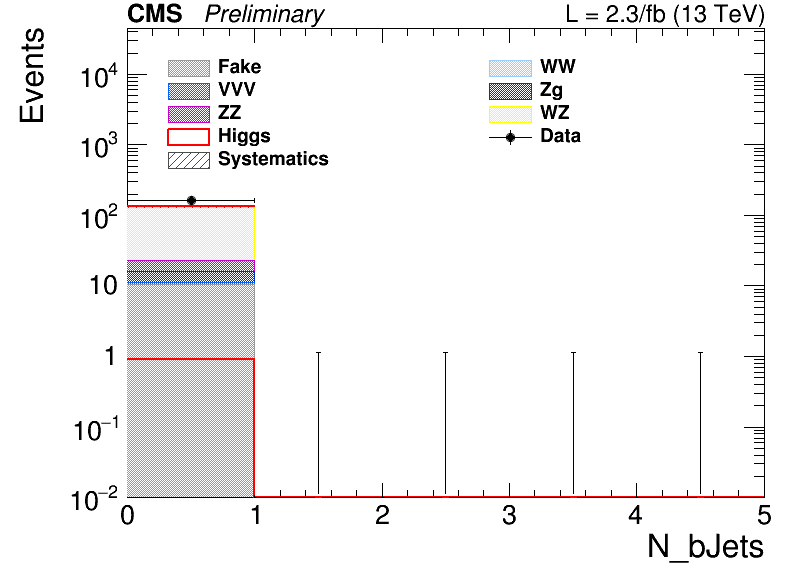 CMS Preliminary L = 2.3/fb (13 TeV)
Events
Fake WW
VVV Zg
ZZ WZ
Higgs Data
Systematics
10^4
10^3
10^2
10
1
10^−1
10^−2
0 1 2 3 4 5
N_bJets